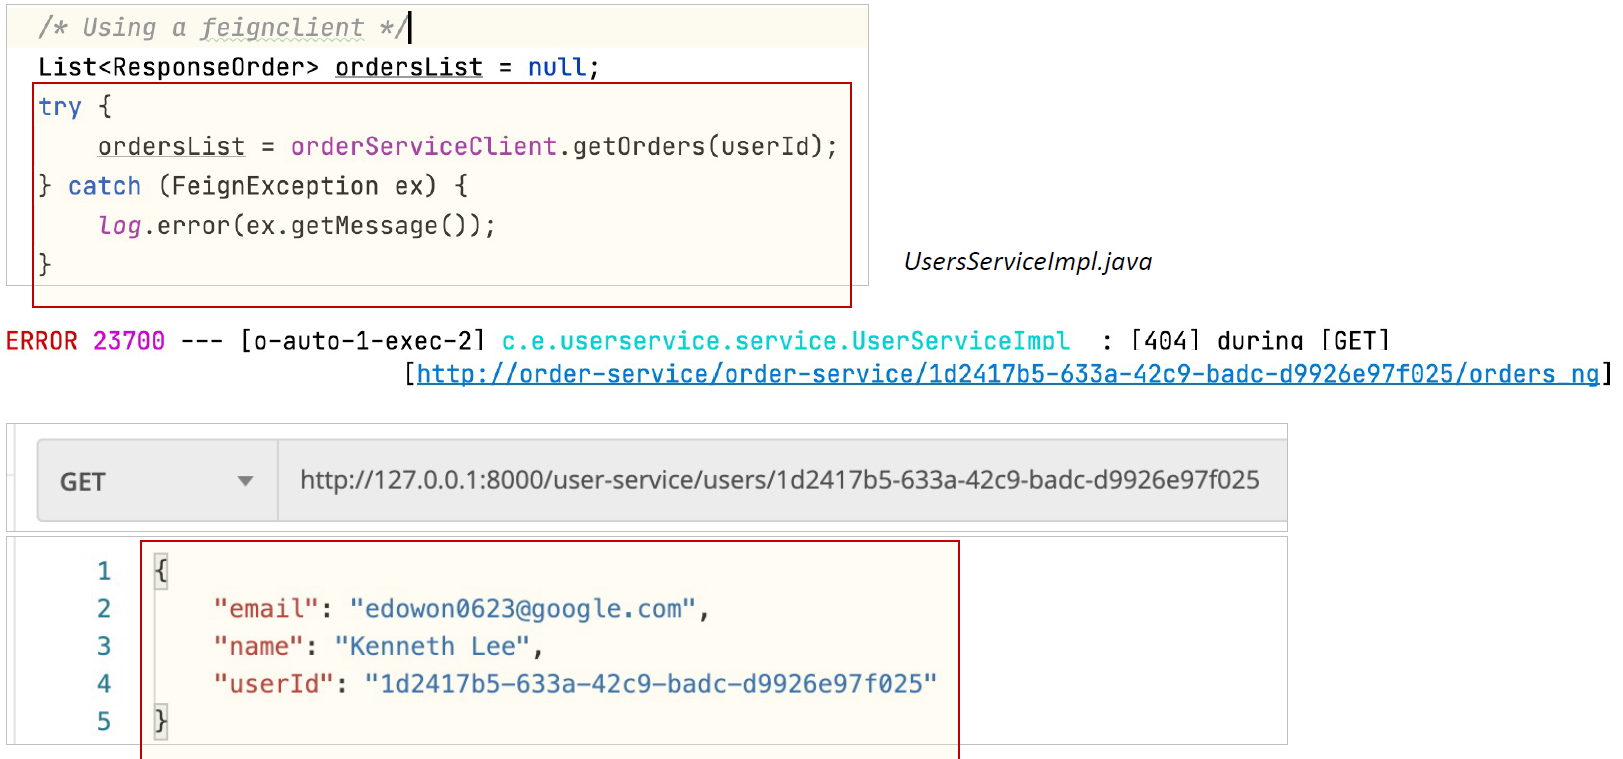 /* Using a feignclient */
List<ResponseOrder> ordersList = null;
try {
ordersList = orderServiceClient.getOrders(userId);
} catch (FeignException ex) {
log.error(ex.getMessage());
}
UsersServiceImpl.java
ERROR 23700 --- [o-auto-1-exec-2] c.e.userservice.service.UserServiceImpl : [404] during [GET]
[http://order-service/order-service/1d2417b5-633a-42c9-badc-d9926e97f025/orders_ng]
GET http://127.0.0.1:8000/user-service/users/1d2417b5-633a-42c9-badc-d9926e97f025
1 {
2 "email": "edowon0623@google.com",
3 "name": "Kenneth Lee",
4 "userId": "1d2417b5-633a-42c9-badc-d9926e97f025"
5 }